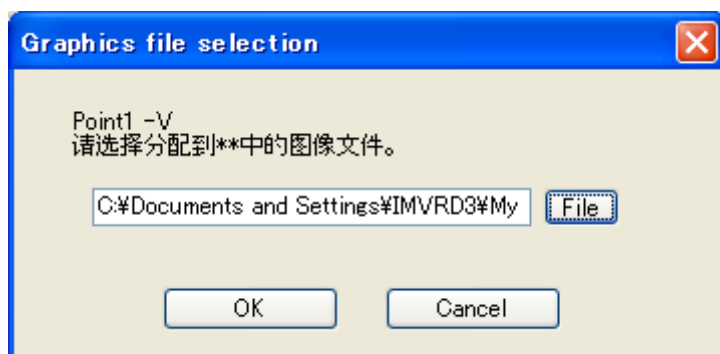 Graphics file selection
Point1 -V
请选择分配到**中的图像文件。
C:¥Documents and Settings¥IMVRD3¥My
File
OK
Cancel